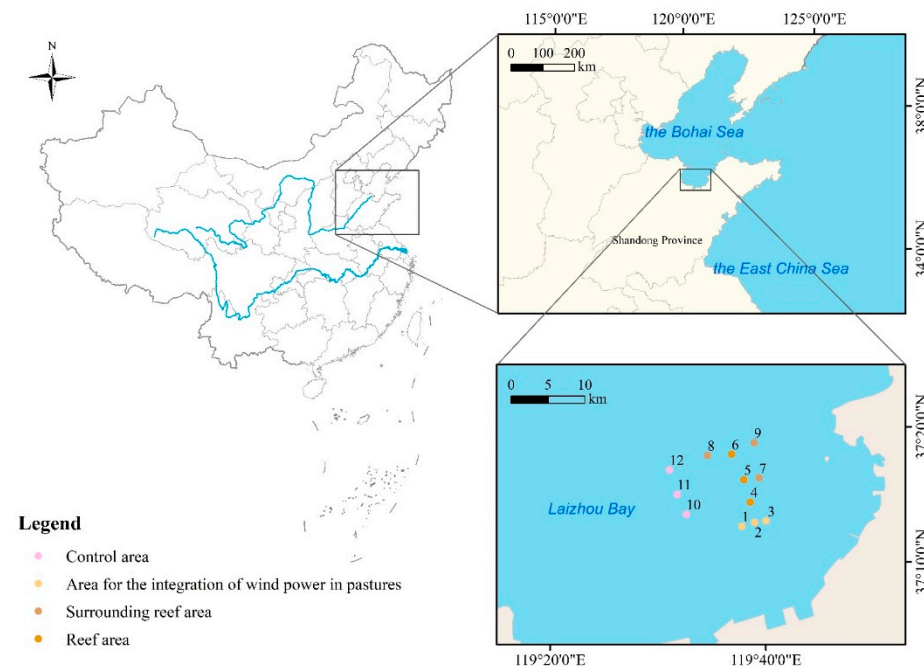 N
115°0'0"E 120°0'0"E 125°0'0"E
0 100 200
km
38°0'0"N
the Bohai Sea
Shandong Province
34°0'0"N
the East China Sea
0 5 10
km
37°20'0"N
9
8 6
12
5 7
11
4
10
Laizhou Bay
1 3
2
37°10'0"N
119°20'0"E 119°40'0"E
Legend
Control area
Area for the integration of wind power in pastures
Surrounding reef area
Reef area